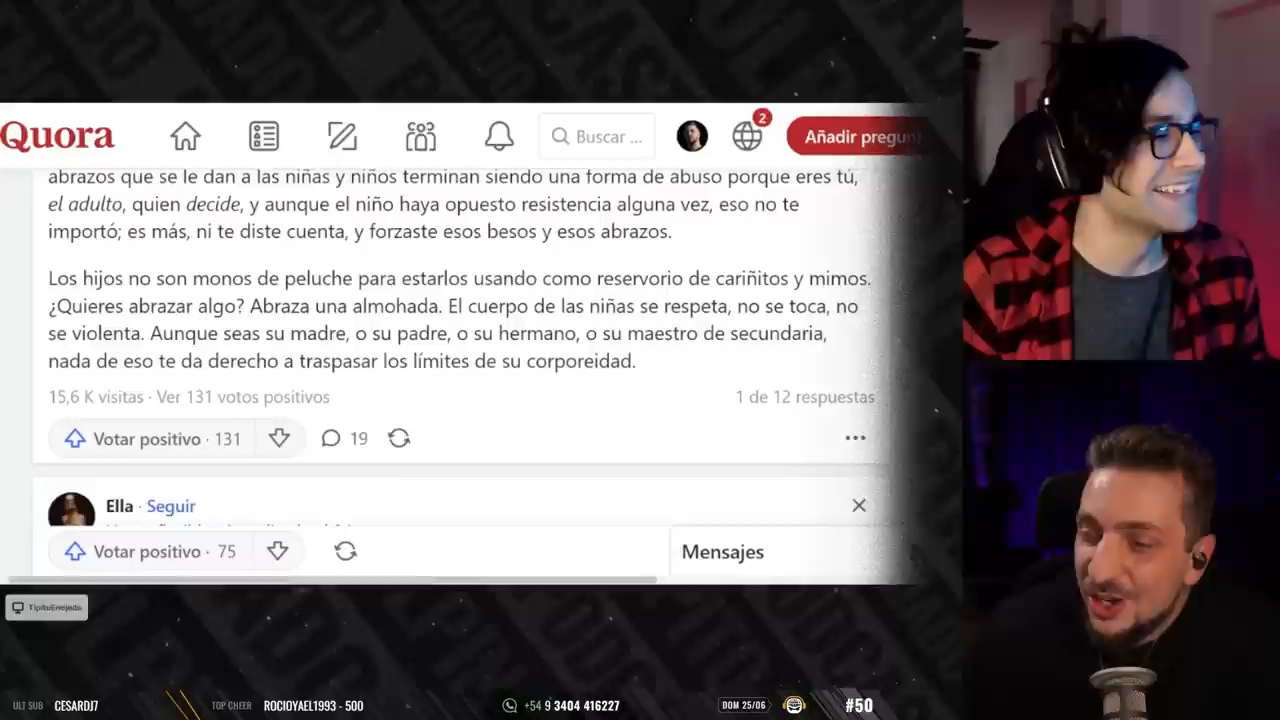 Quora
Buscar ...
2
Añadir pregun
abrazos que se le dan a las niñas y niños terminan siendo una forma de abuso porque eres tú,
el adulto, quien decide, y aunque el niño haya opuesto resistencia alguna vez, eso no te
importó; es más, ni te diste cuenta, y forzaste esos besos y esos abrazos.
Los hijos no son monos de peluche para estarlos usando como reservorio de cariñitos y mimos.
¿Quieres abrazar algo? Abraza una almohada. El cuerpo de las niñas se respeta, no se toca, no
se violenta. Aunque seas su madre, o su padre, o su hermano, o su maestro de secundaria,
nada de eso te da derecho a traspasar los límites de su corporeidad.
15,6 K visitas · Ver 131 votos positivos
1 de 12 respuestas
Votar positivo · 131
19
Ella · Seguir
Votar positivo · 75
Mensajes
TipitoEnojado
ULT SUB CESARDJ7
TOP CHEER ROCIOYAEL1993 - 500
+54 9 3404 416227
DOM 25/06
#50